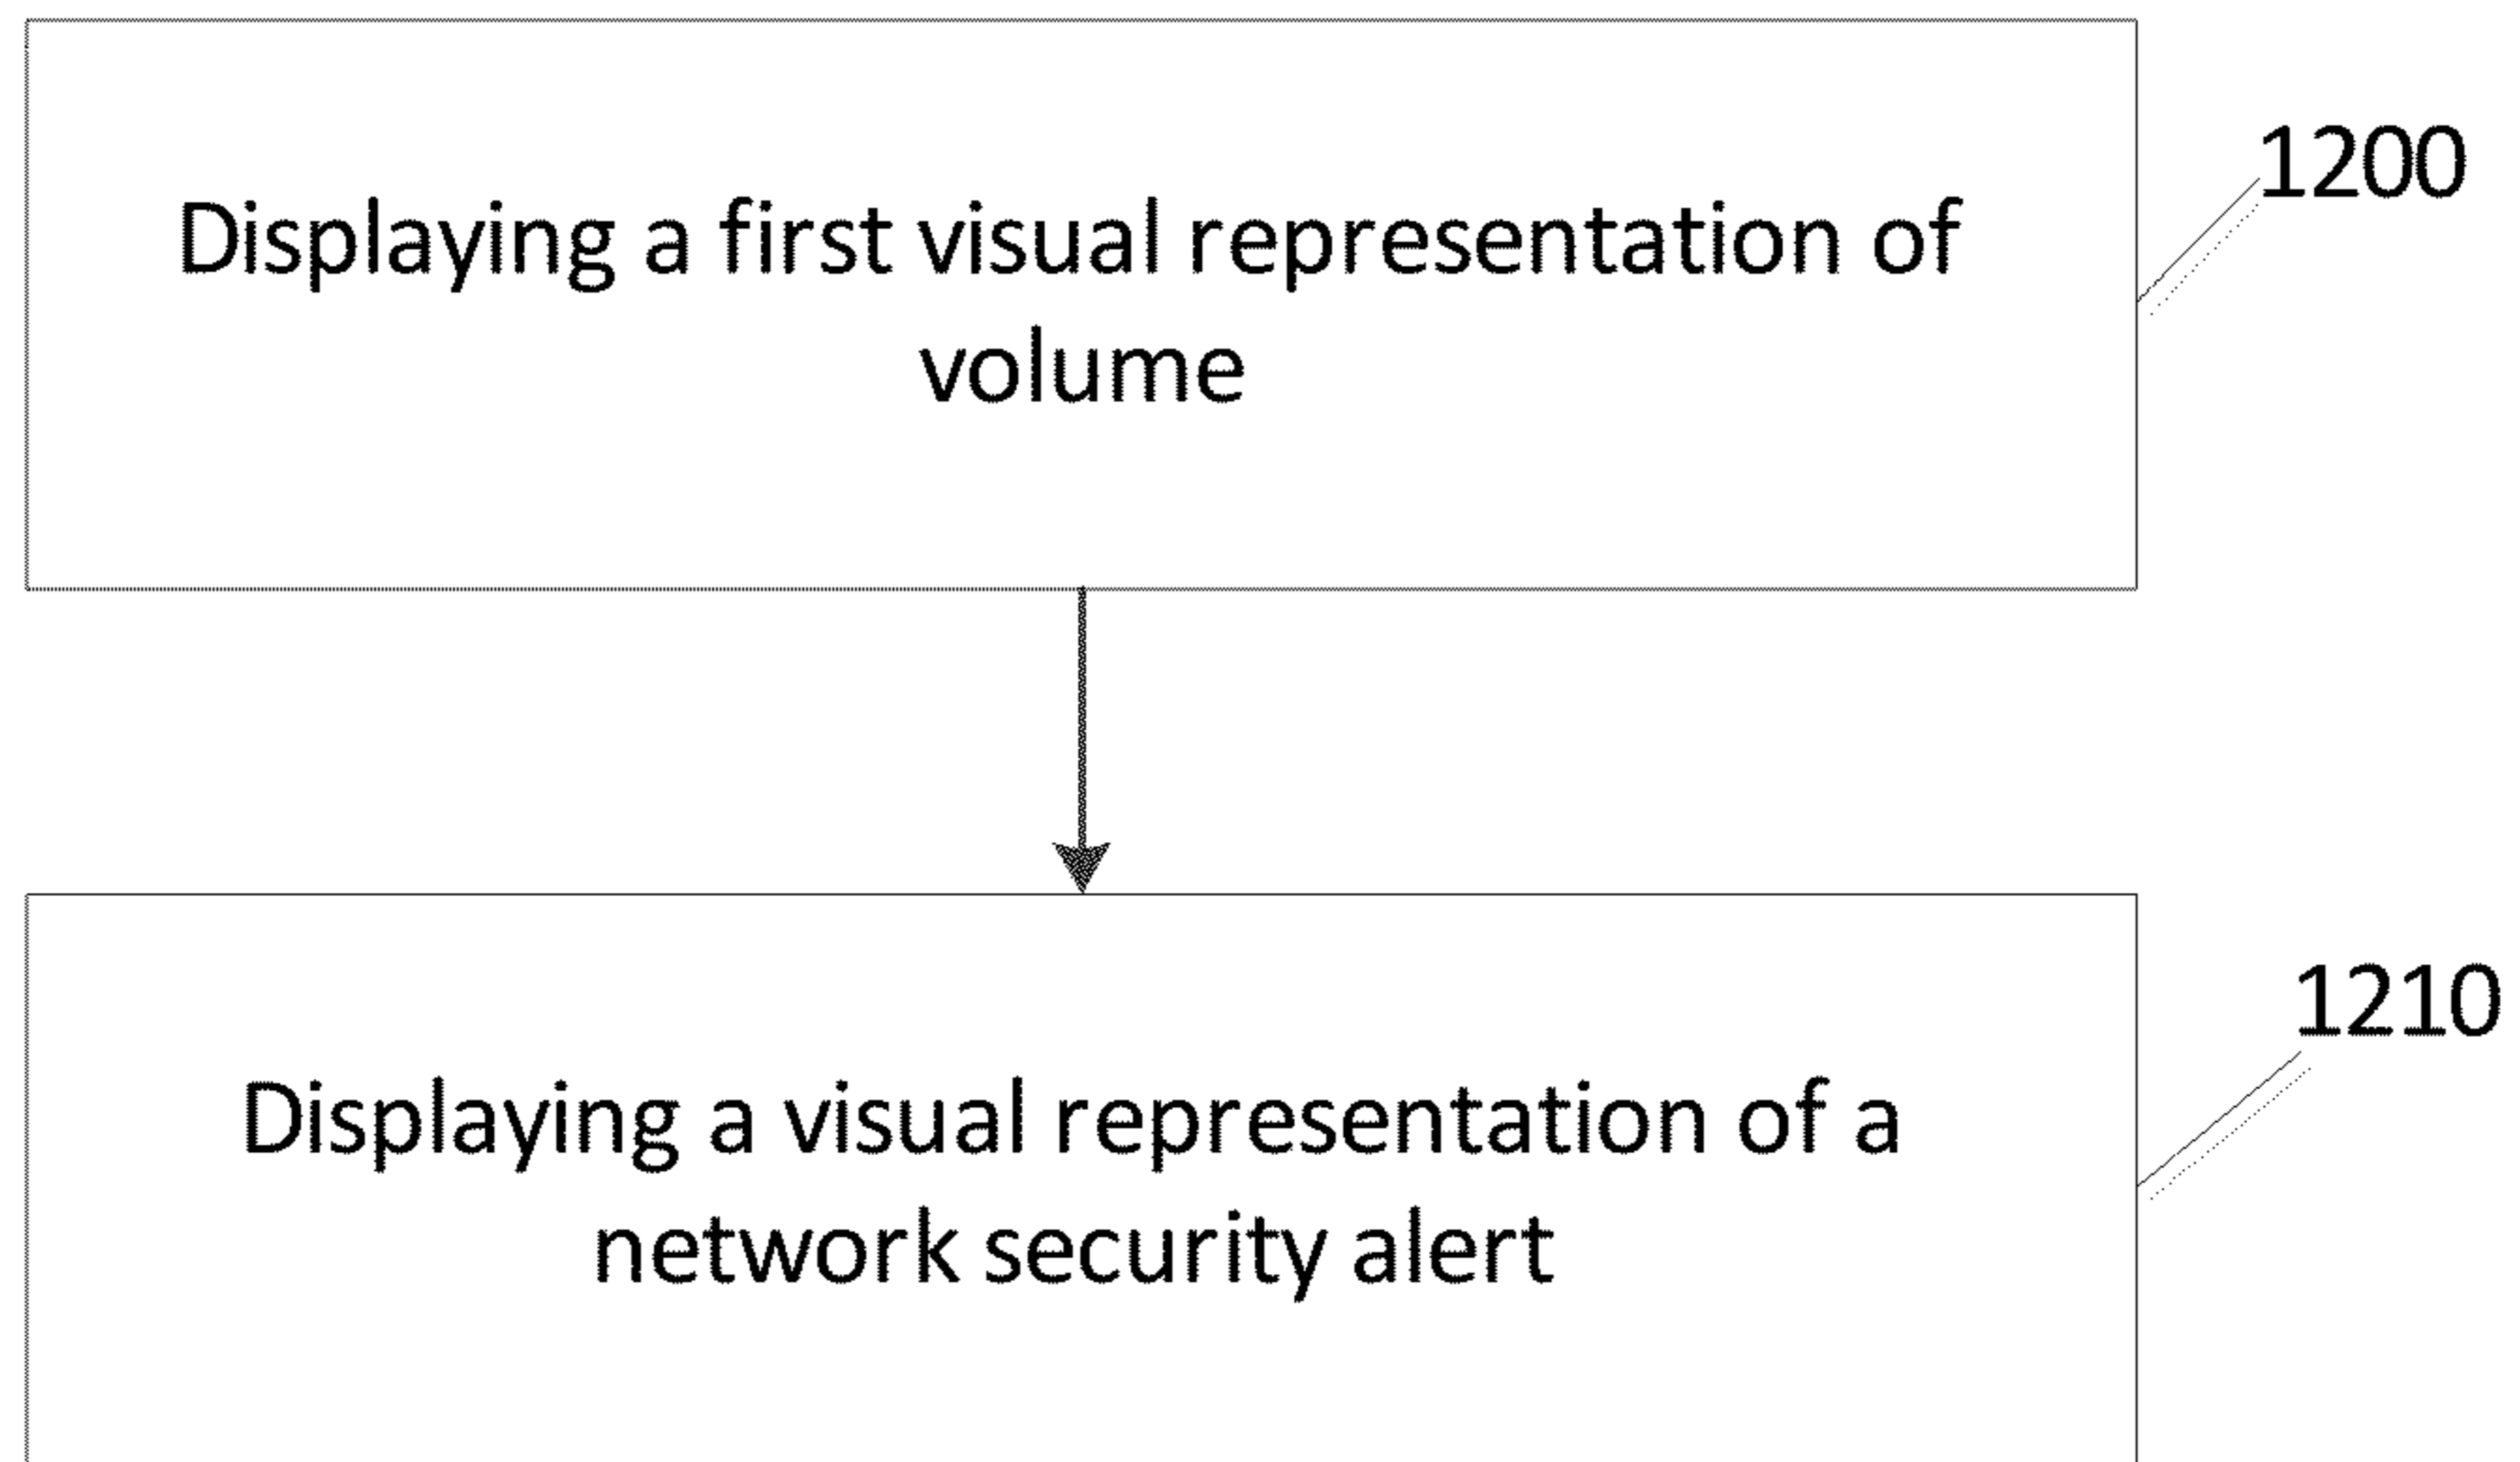 Displaying a first visual representation of
volume
1200
Displaying a visual representation of a
network security alert
1210